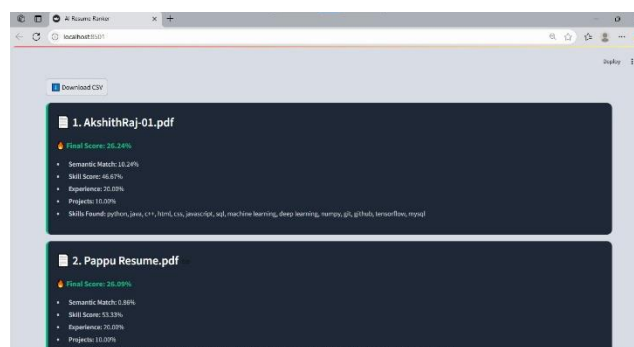 AI Resume Ranker
localhost:8501
Deploy
Download CSV
1. AkshithRaj-01.pdf
Final Score: 26.24%
Semantic Match: 10.24%
Skill Score: 46.67%
Experience: 20.00%
Projects: 10.00%
Skills Found: python, java, c++, html, css, javascript, sql, machine learning, deep learning, numpy, git, github, tensorflow, mysql
2. Pappu Resume.pdf
Final Score: 26.09%
Semantic Match: 0.86%
Skill Score: 53.33%
Experience: 20.00%
Projects: 10.00%